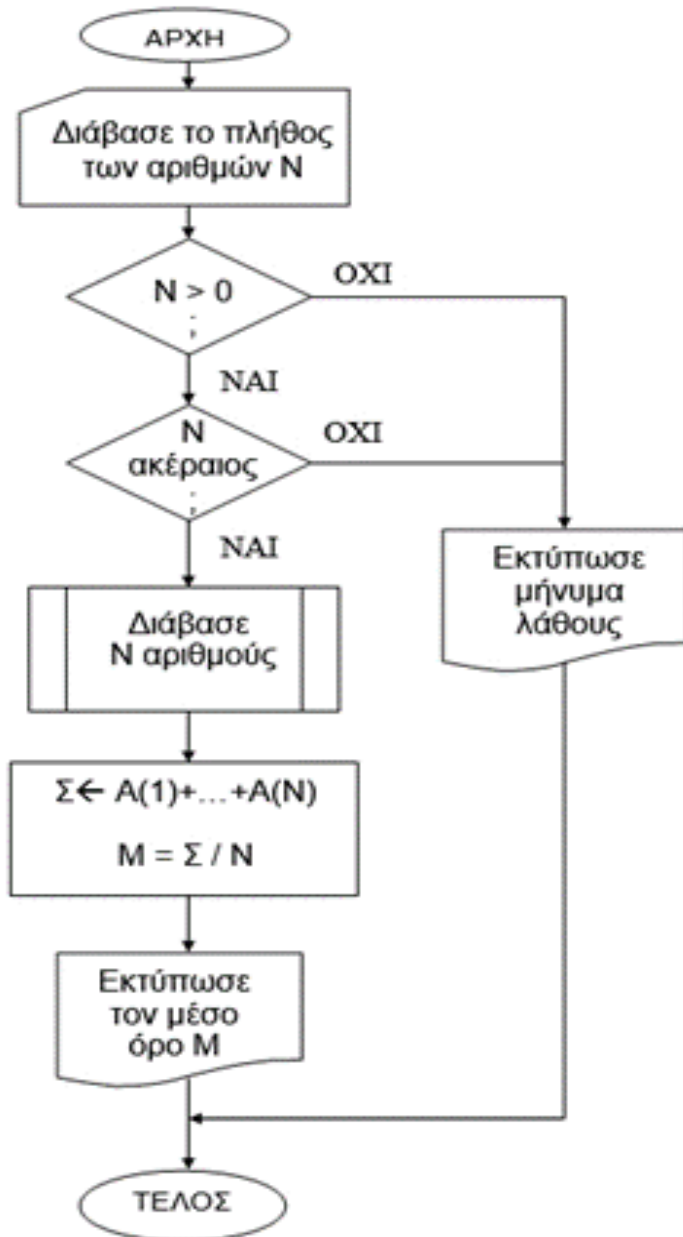 ΑΡΧΗ
Διάβασε το πλήθος
των αριθμών Ν
Ν > 0
;
ΟΧΙ
ΝΑΙ
Ν
ακέραιος
;
ΟΧΙ
ΝΑΙ
Διάβασε
Ν αριθμούς
Σ← Α(1)+...+Α(Ν)
Μ = Σ / Ν
Εκτύπωσε
τον μέσο
όρο Μ
Εκτύπωσε
μήνυμα
λάθους
ΤΕΛΟΣ